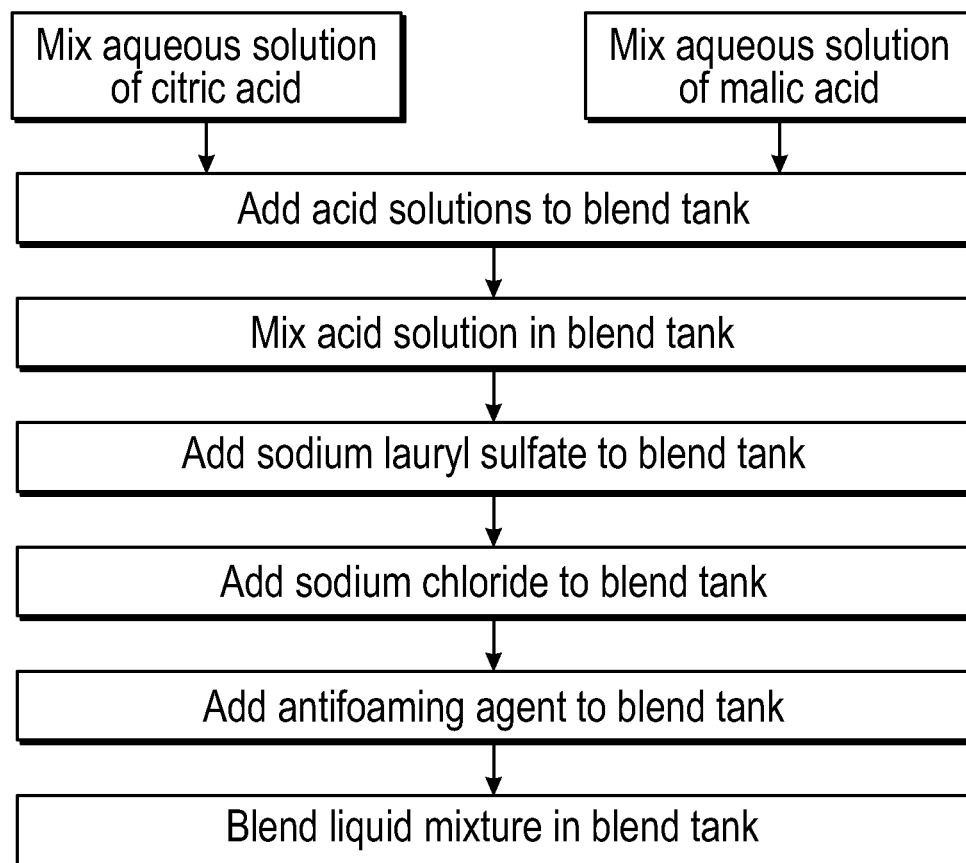 Mix aqueous solution
of citric acid
Mix aqueous solution
of malic acid
Add acid solutions to blend tank
Mix acid solution in blend tank
Add sodium lauryl sulfate to blend tank
Add sodium chloride to blend tank
Add antifoaming agent to blend tank
Blend liquid mixture in blend tank